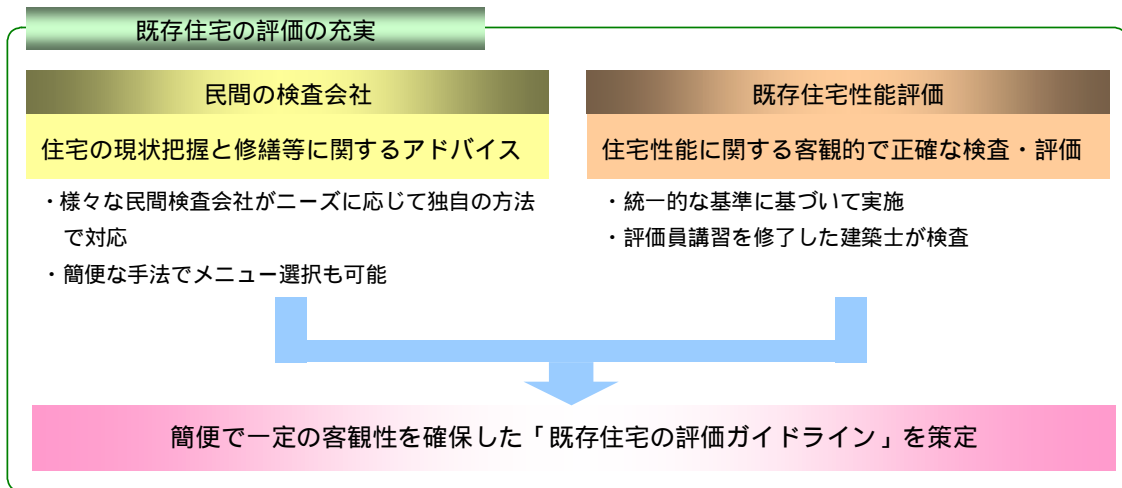 既存住宅の評価の充実
民間の検査会社
住宅の現状把握と修繕等に関するアドバイス
・様々な民間検査会社がニーズに応じて独自の方法
で対応
・簡便な手法でメニュー選択も可能
既存住宅性能評価
住宅性能に関する客観的で正確な検査・評価
・統一的な基準に基づいて実施
・評価員講習を修了した建築士が検査
簡便で一定の客観性を確保した「既存住宅の評価ガイドライン」を策定